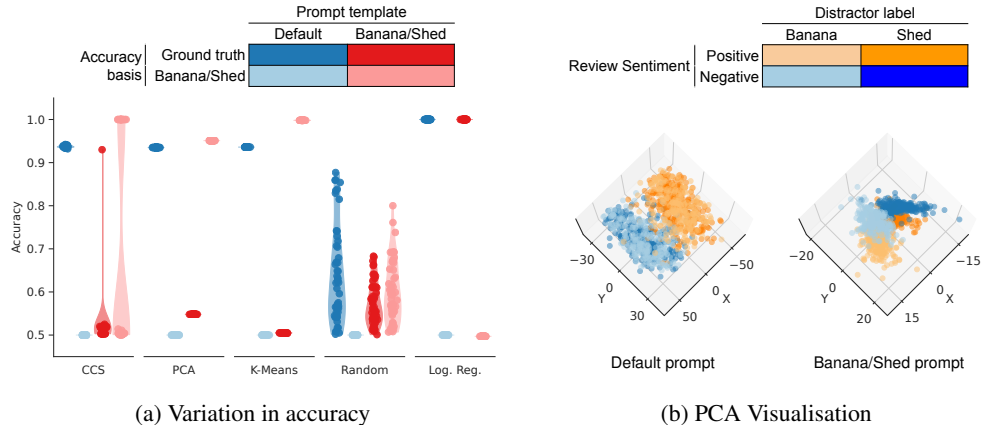 Prompt template
Default Banana/Shed
Accuracy basis
Ground truth
Banana/Shed
Accuracy
1.0
0.9
0.8
0.7
0.6
0.5
CCS PCA K-Means Random Log. Reg.
(a) Variation in accuracy
Distractor label
Banana Shed
Review Sentiment
Positive
Negative
−30 0 30
Y
−50 0 50
X
Default prompt
−20 0 20
Y
−15 0 15
X
Banana/Shed prompt
(b) PCA Visualisation